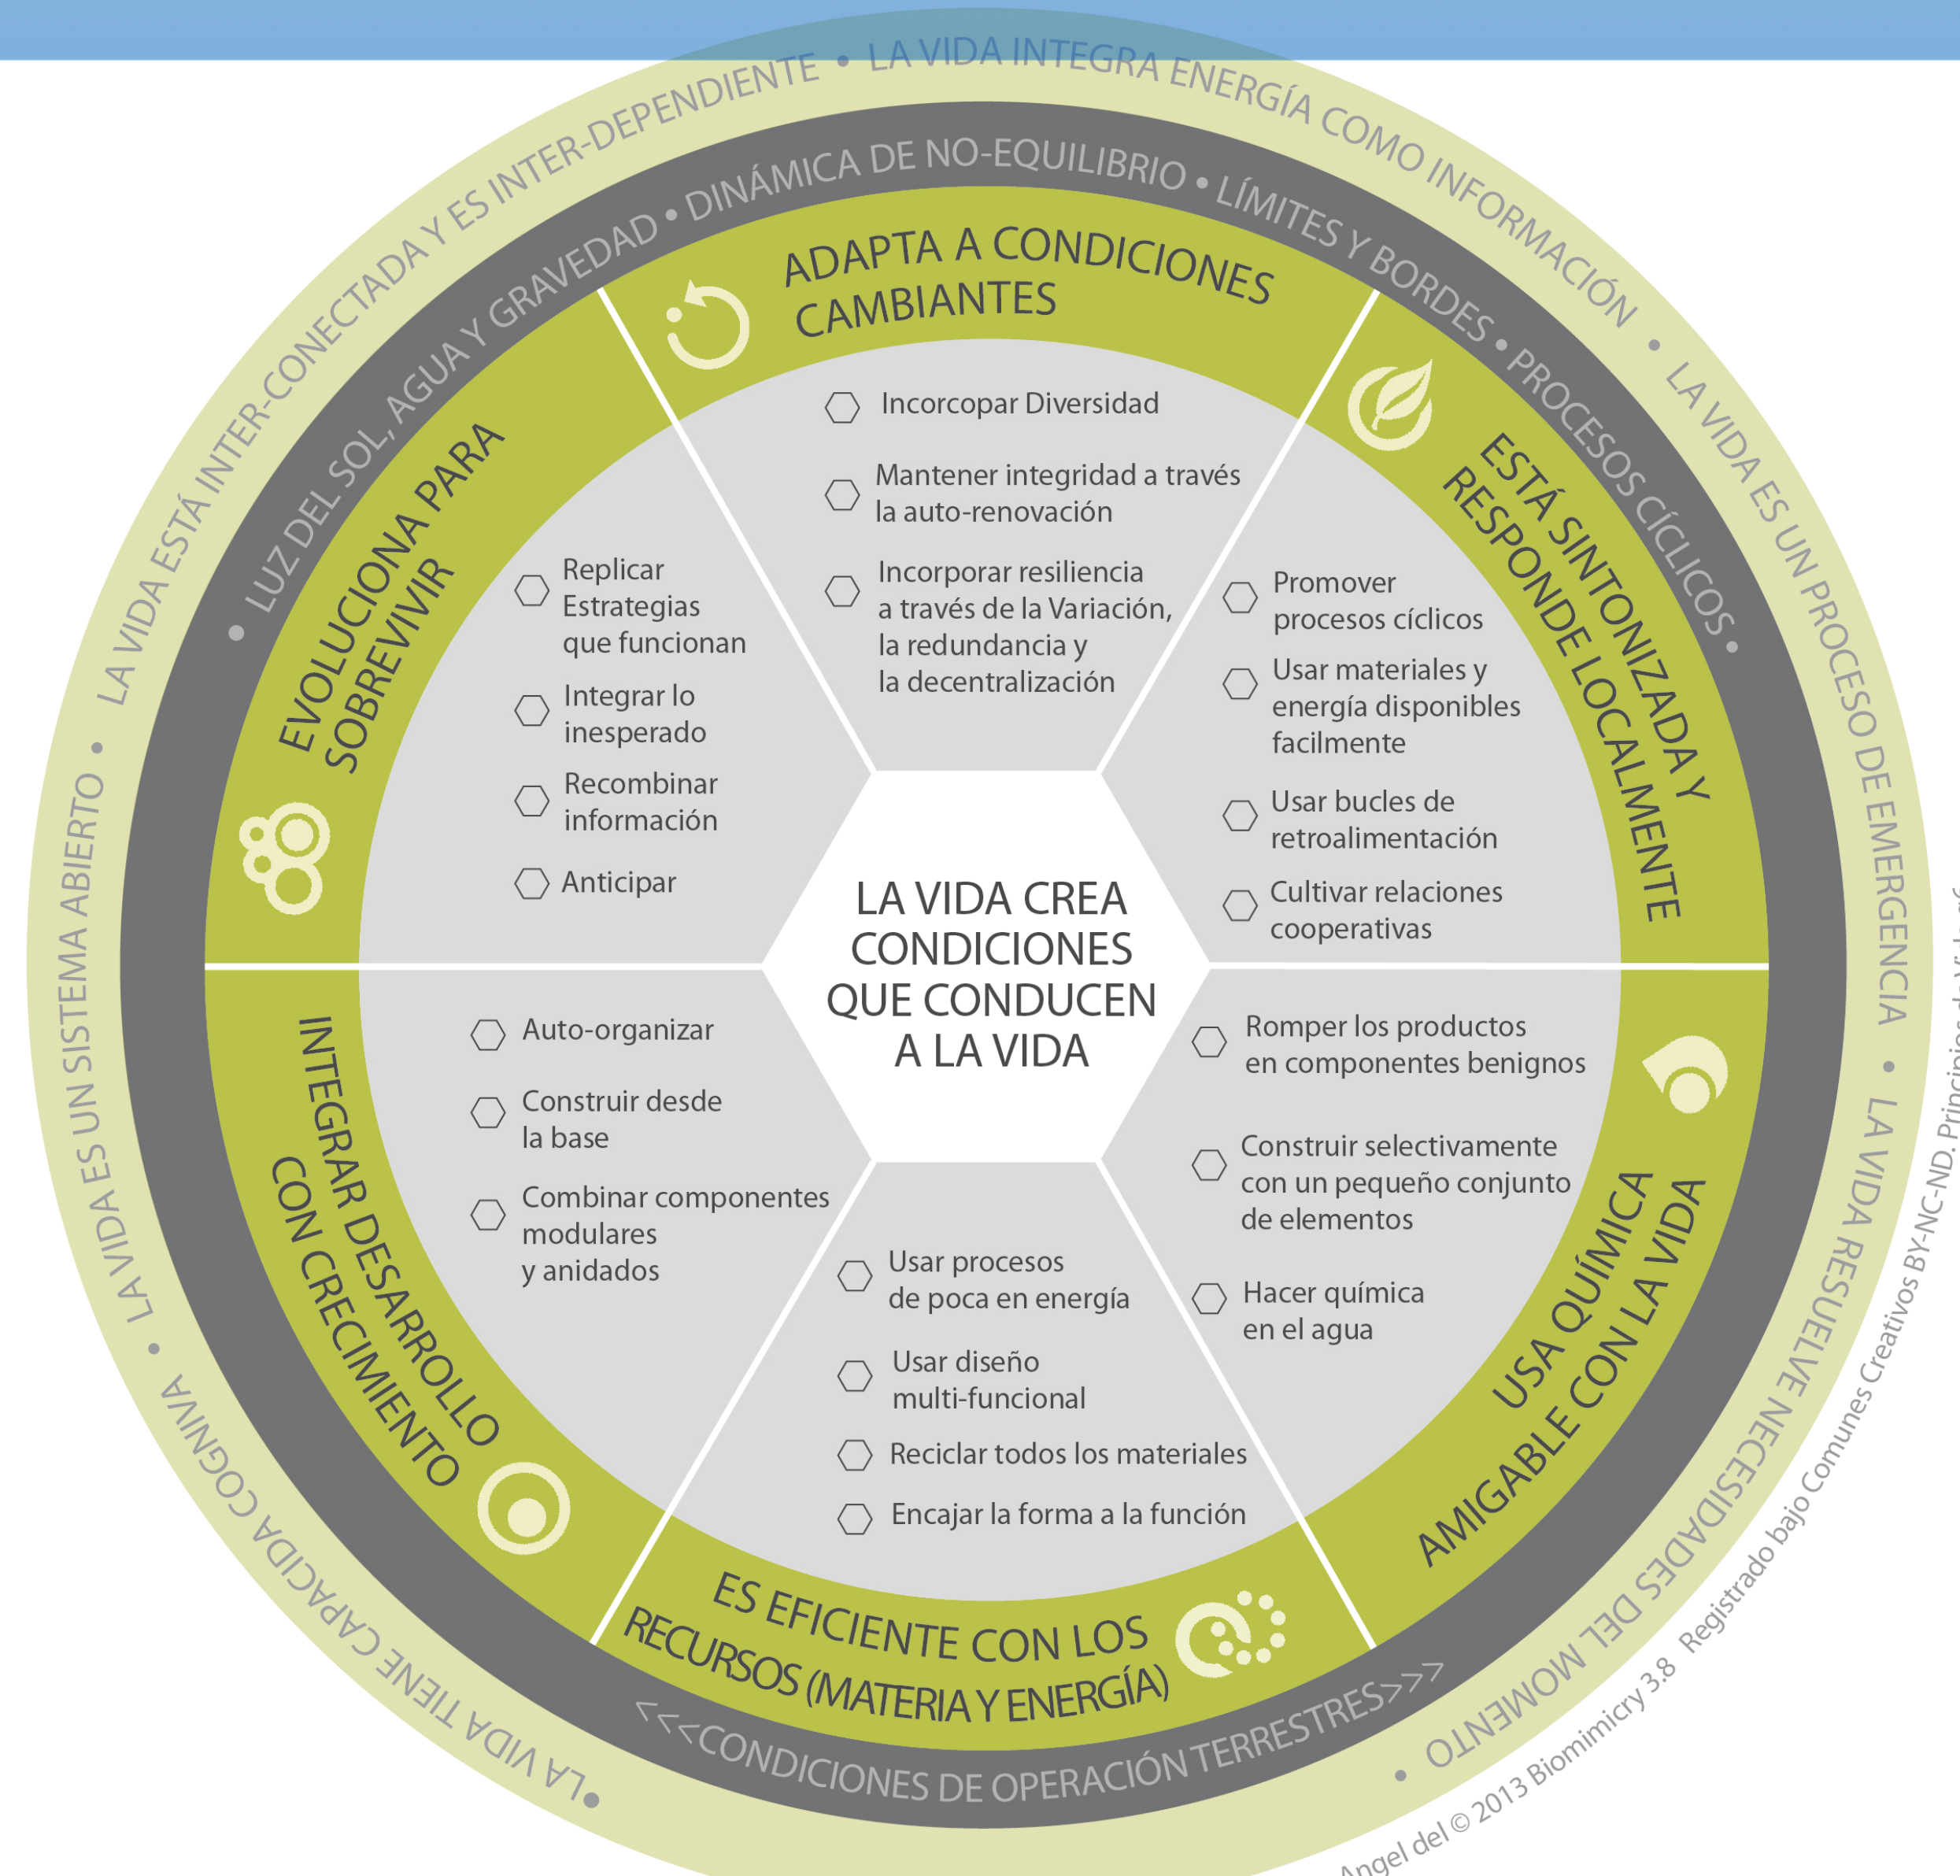 LA VIDA ES UN SISTEMA ABIERTO • LA VIDA ESTÁ INTER-CONECTADA Y ES INTER-DEPENDIENTE • LA VIDA INTEGRA ENERGÍA COMO INFORMACIÓN • LA VIDA ES UN PROCESO DE EMERGENCIA • LA VIDA RESUELVE NECESIDADES DEL MOMENTO •
• LA VIDA TIENE CAPACIDA COGNIVA •
• LUZ DEL SOL, AGUA Y GRAVEDAD • DINÁMICA DE NO-EQUILIBRIO • LÍMITES Y BORDES • PROCESOS CÍCLICOS •
<<<CONDICIONES DE OPERACIÓN TERRESTRES>>>
ADAPTA A CONDICIONES
CAMBIANTES
Incorcopar Diversidad
Mantener integridad a través
la auto-renovación
Incorporar resiliencia
a través de la Variación,
la redundancia y
la decentralización
ESTÁ SINTONIZADA Y
RESPONDE LOCALMENTE
Promover
procesos cíclicos
Usar materiales y
energía disponibles
facilmente
Usar bucles de
retroalimentación
Cultivar relaciones
cooperativas
USA QUÍMICA
AMIGABLE CON LA VIDA
Romper los productos
en componentes benignos
Construir selectivamente
con un pequeño conjunto
de elementos
Hacer química
en el agua
ES EFICIENTE CON LOS
RECURSOS (MATERIA Y ENERGÍA)
Usar procesos
de poca en energía
Usar diseño
multi-funcional
Reciclar todos los materiales
Encajar la forma a la función
INTEGRAR DESARROLLO
CON CRECIMIENTO
Auto-organizar
Construir desde
la base
Combinar componentes
modulares
y anidados
EVOLUCIONA PARA
SOBREVIVIR
Replicar
Estrategias
que funcionan
Integrar lo
inesperado
Recombinar
información
Anticipar
LA VIDA CREA
CONDICIONES
QUE CONDUCEN
A LA VIDA
Angel del © 2013 Biomimicry 3.8 Registrado bajo Comunes Creativos BY-NC-ND. Principios de